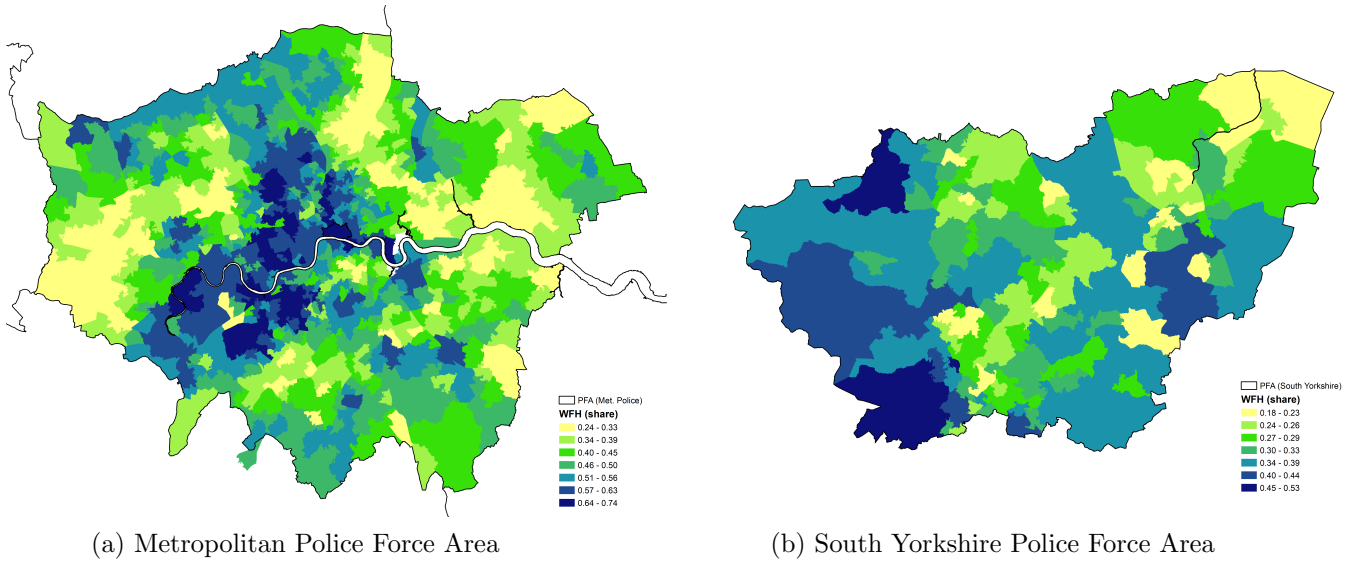 PFA (Met. Police)
WFH (share)
0.24 - 0.33
0.34 - 0.39
0.40 - 0.45
0.46 - 0.50
0.51 - 0.56
0.57 - 0.63
0.64 - 0.74
PFA (South Yorkshire)
WFH (share)
0.18 - 0.23
0.24 - 0.26
0.27 - 0.29
0.30 - 0.33
0.34 - 0.39
0.40 - 0.44
0.45 - 0.53
(a) Metropolitan Police Force Area
(b) South Yorkshire Police Force Area